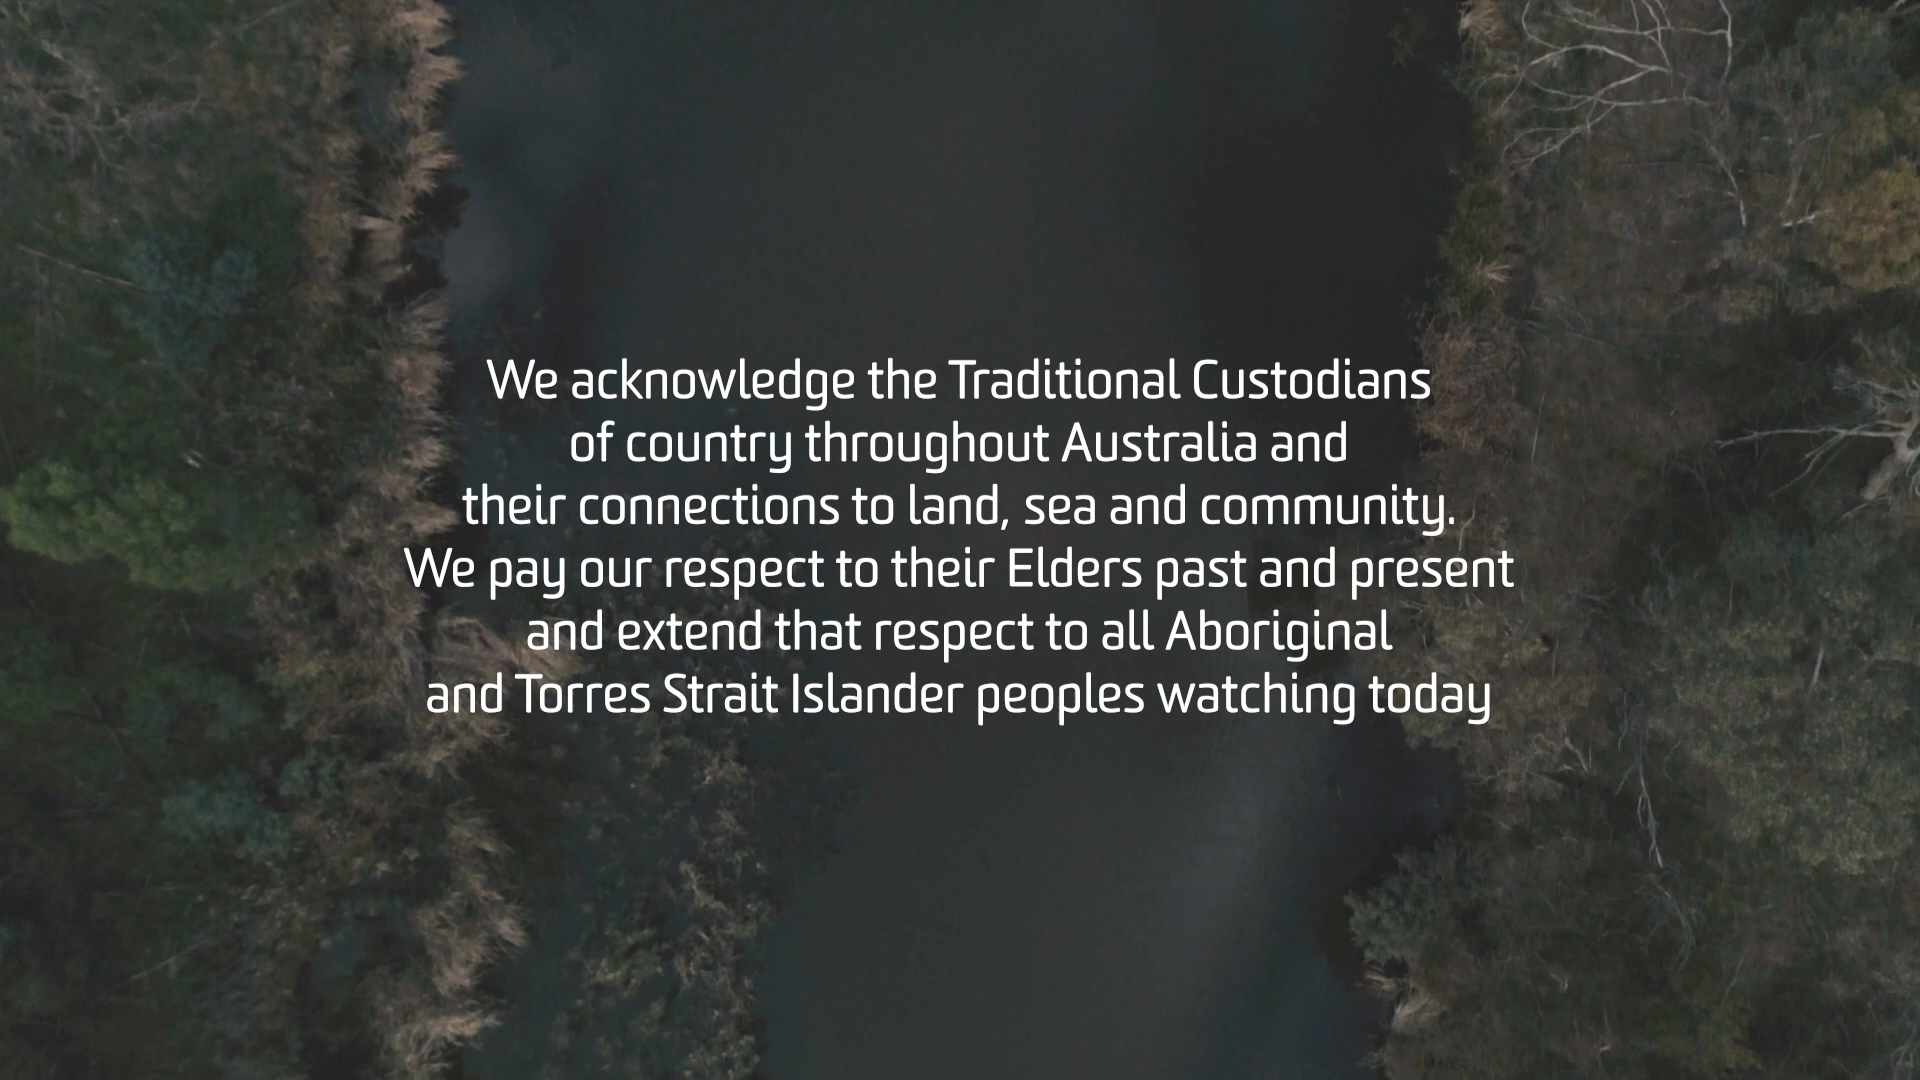 We acknowledge the Traditional Custodians
of country throughout Australia and
their connections to land, sea and community.
We pay our respect to their Elders past and present
and extend that respect to all Aboriginal
and Torres Strait Islander peoples watching today